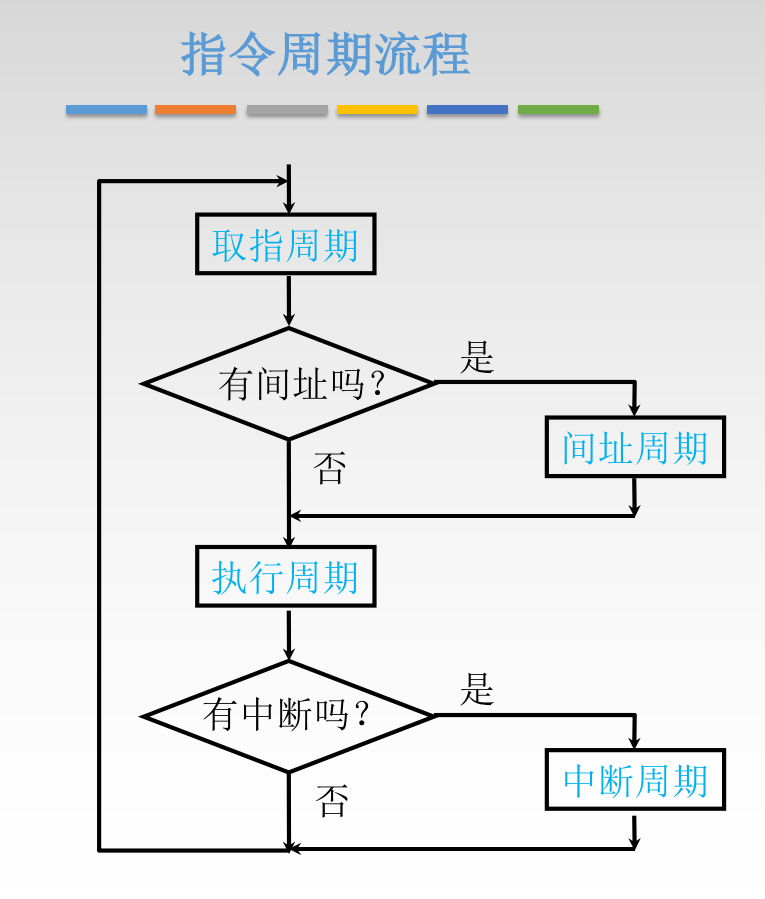 指令周期流程
取指周期
有间址吗?
是
间址周期
否
执行周期
有中断吗?
是
中断周期
否